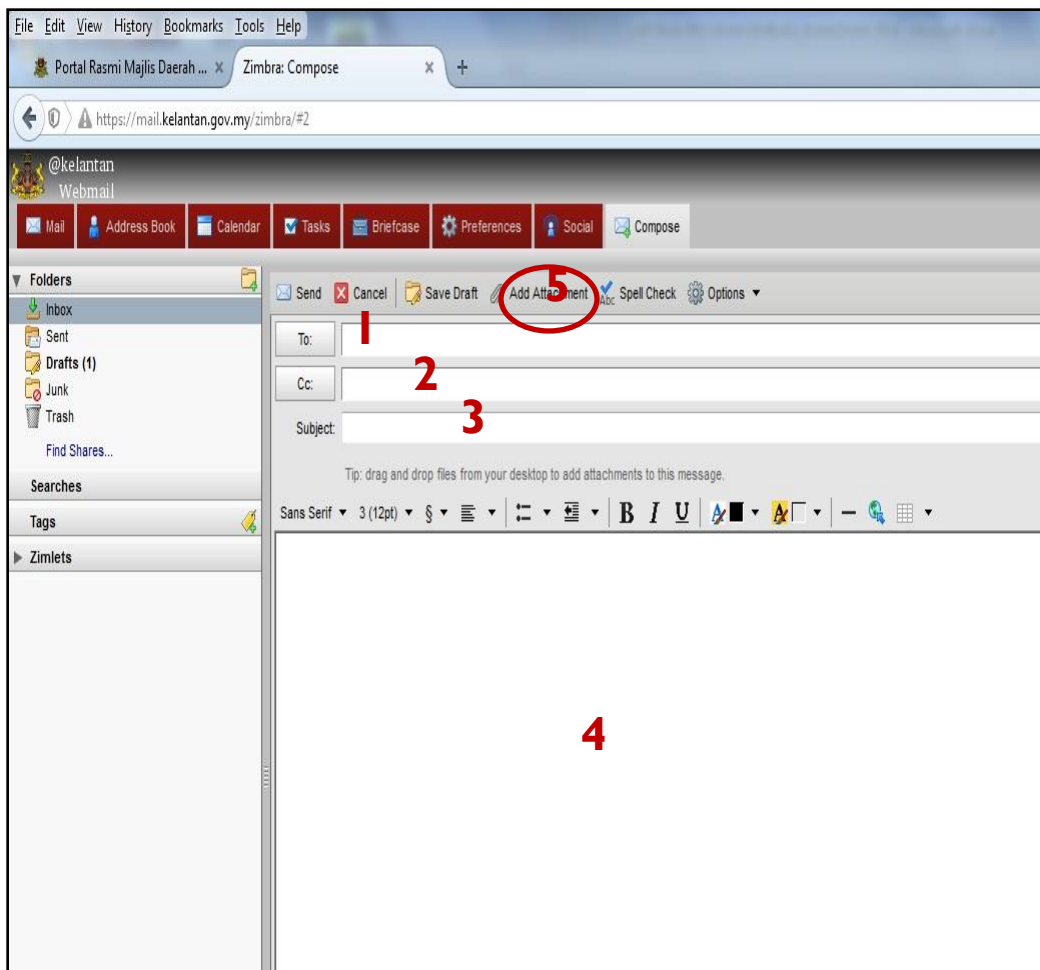 File Edit View History Bookmarks Tools Help
Portal Rasmi Majlis Daerah ... × Zimbra: Compose × +
https://mail.kelantan.gov.my/zimbra/#2
@kelantan
Webmail
Mail Address Book Calendar Tasks Briefcase Preferences Social Compose
Folders
Inbox
Sent
Drafts (1)
Junk
Trash
Find Shares...
Searches
Tags
Zimlets
Send Cancel Save Draft Add Attachment Spell Check Options
5
To: 1
Cc: 2
Subject: 3
Tip: drag and drop files from your desktop to add attachments to this message.
Sans Serif 3 (12pt) § B I U
4